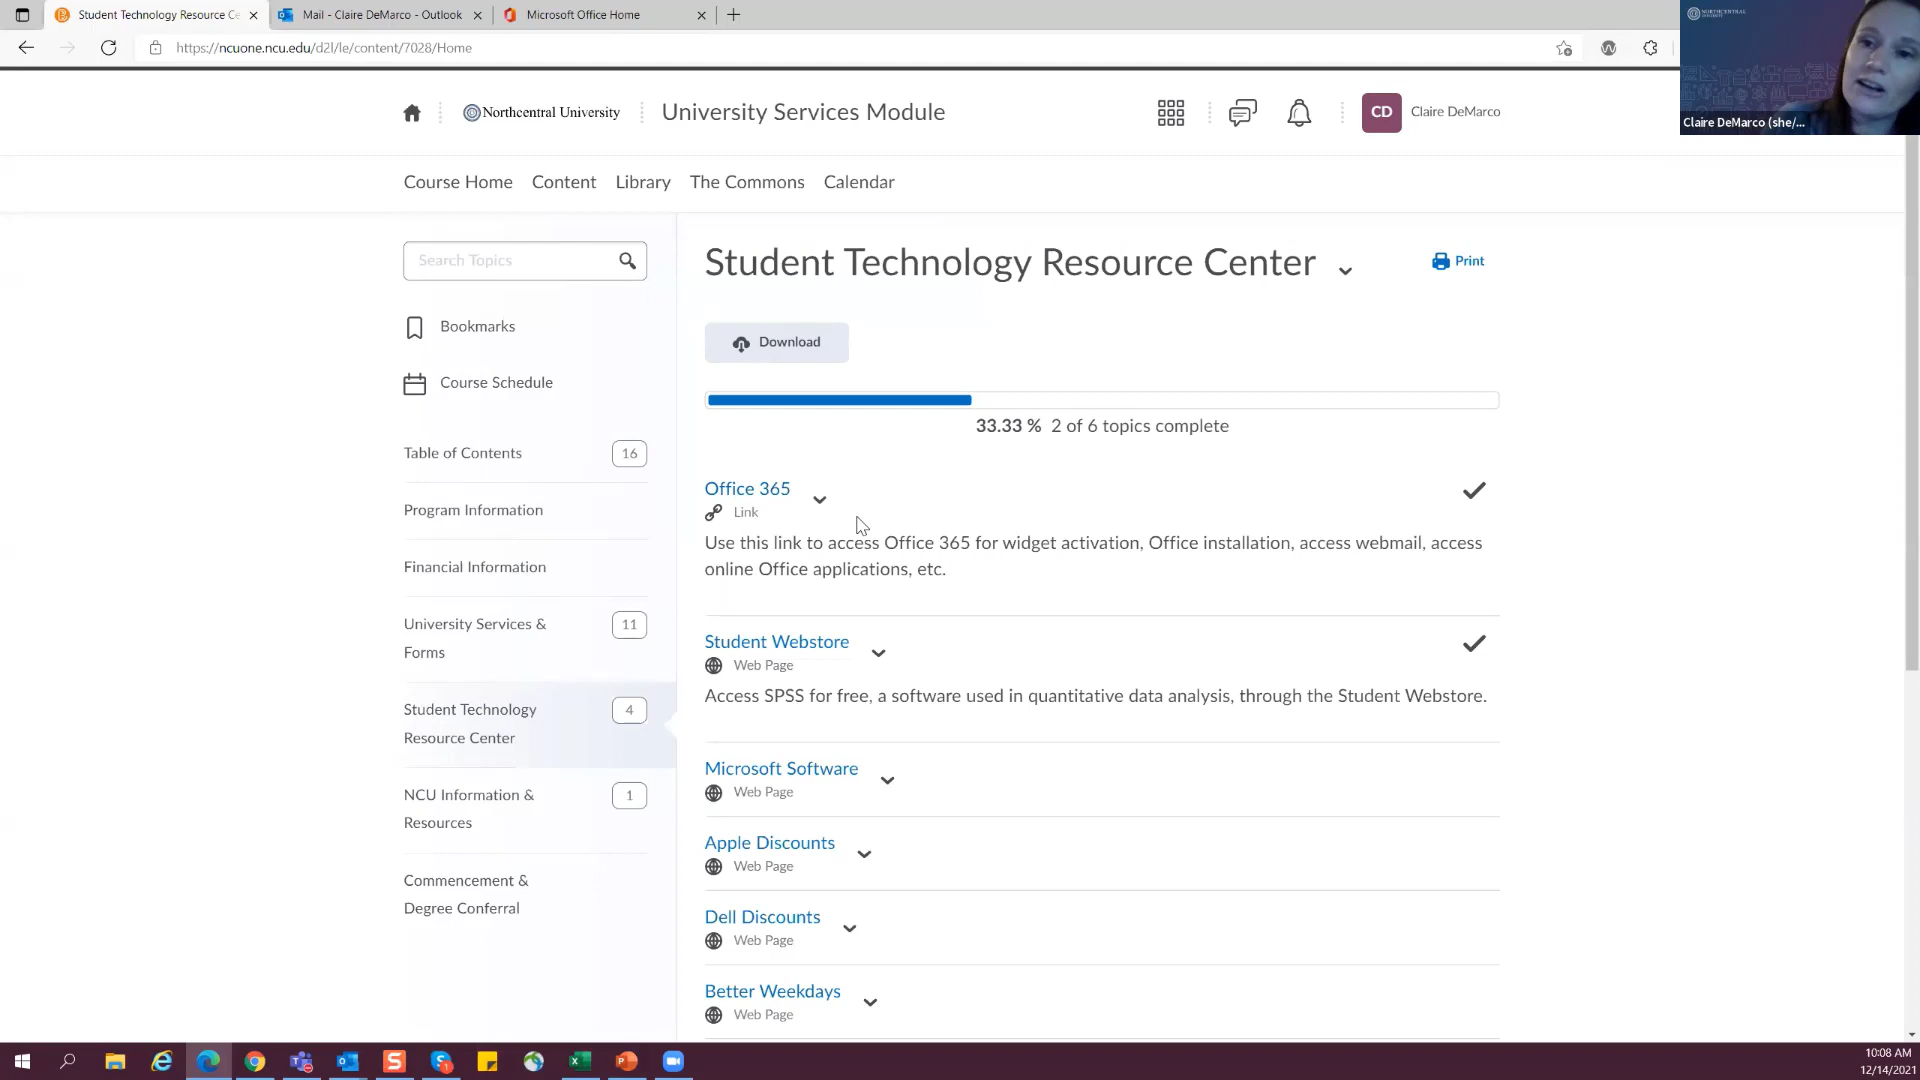 Student Technology Resource Ce
Mail - Claire DeMarco - Outlook
Microsoft Office Home
https://ncuone.ncu.edu/d2l/le/content/7028/Home
NORTHCENTRAL
UNIVERSITY
Claire DeMarco (she/...
Northcentral University
University Services Module
CD
Claire DeMarco
Course Home
Content
Library
The Commons
Calendar
Search Topics
Bookmarks
Course Schedule
Table of Contents
16
Program Information
Financial Information
University Services &
Forms
11
Student Technology
Resource Center
4
NCU Information &
Resources
1
Commencement &
Degree Conferral
Student Technology Resource Center
Print
Download
33.33 % 2 of 6 topics complete
Office 365
Link
Use this link to access Office 365 for widget activation, Office installation, access webmail, access
online Office applications, etc.
Student Webstore
Web Page
Access SPSS for free, a software used in quantitative data analysis, through the Student Webstore.
Microsoft Software
Web Page
Apple Discounts
Web Page
Dell Discounts
Web Page
Better Weekdays
Web Page
10:08 AM
12/14/2021